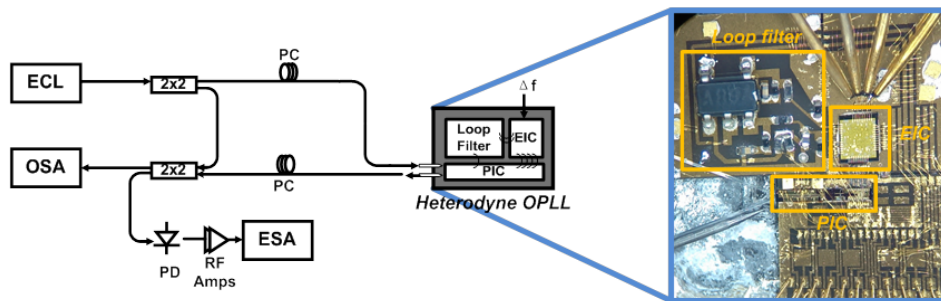 ECL
2x2
PC
OSA
2x2
PC
PD
RF
Amps
ESA
Δf
Loop
Filter
EIC
PIC
Heterodyne OPLL
Loop filter
EIC
PIC